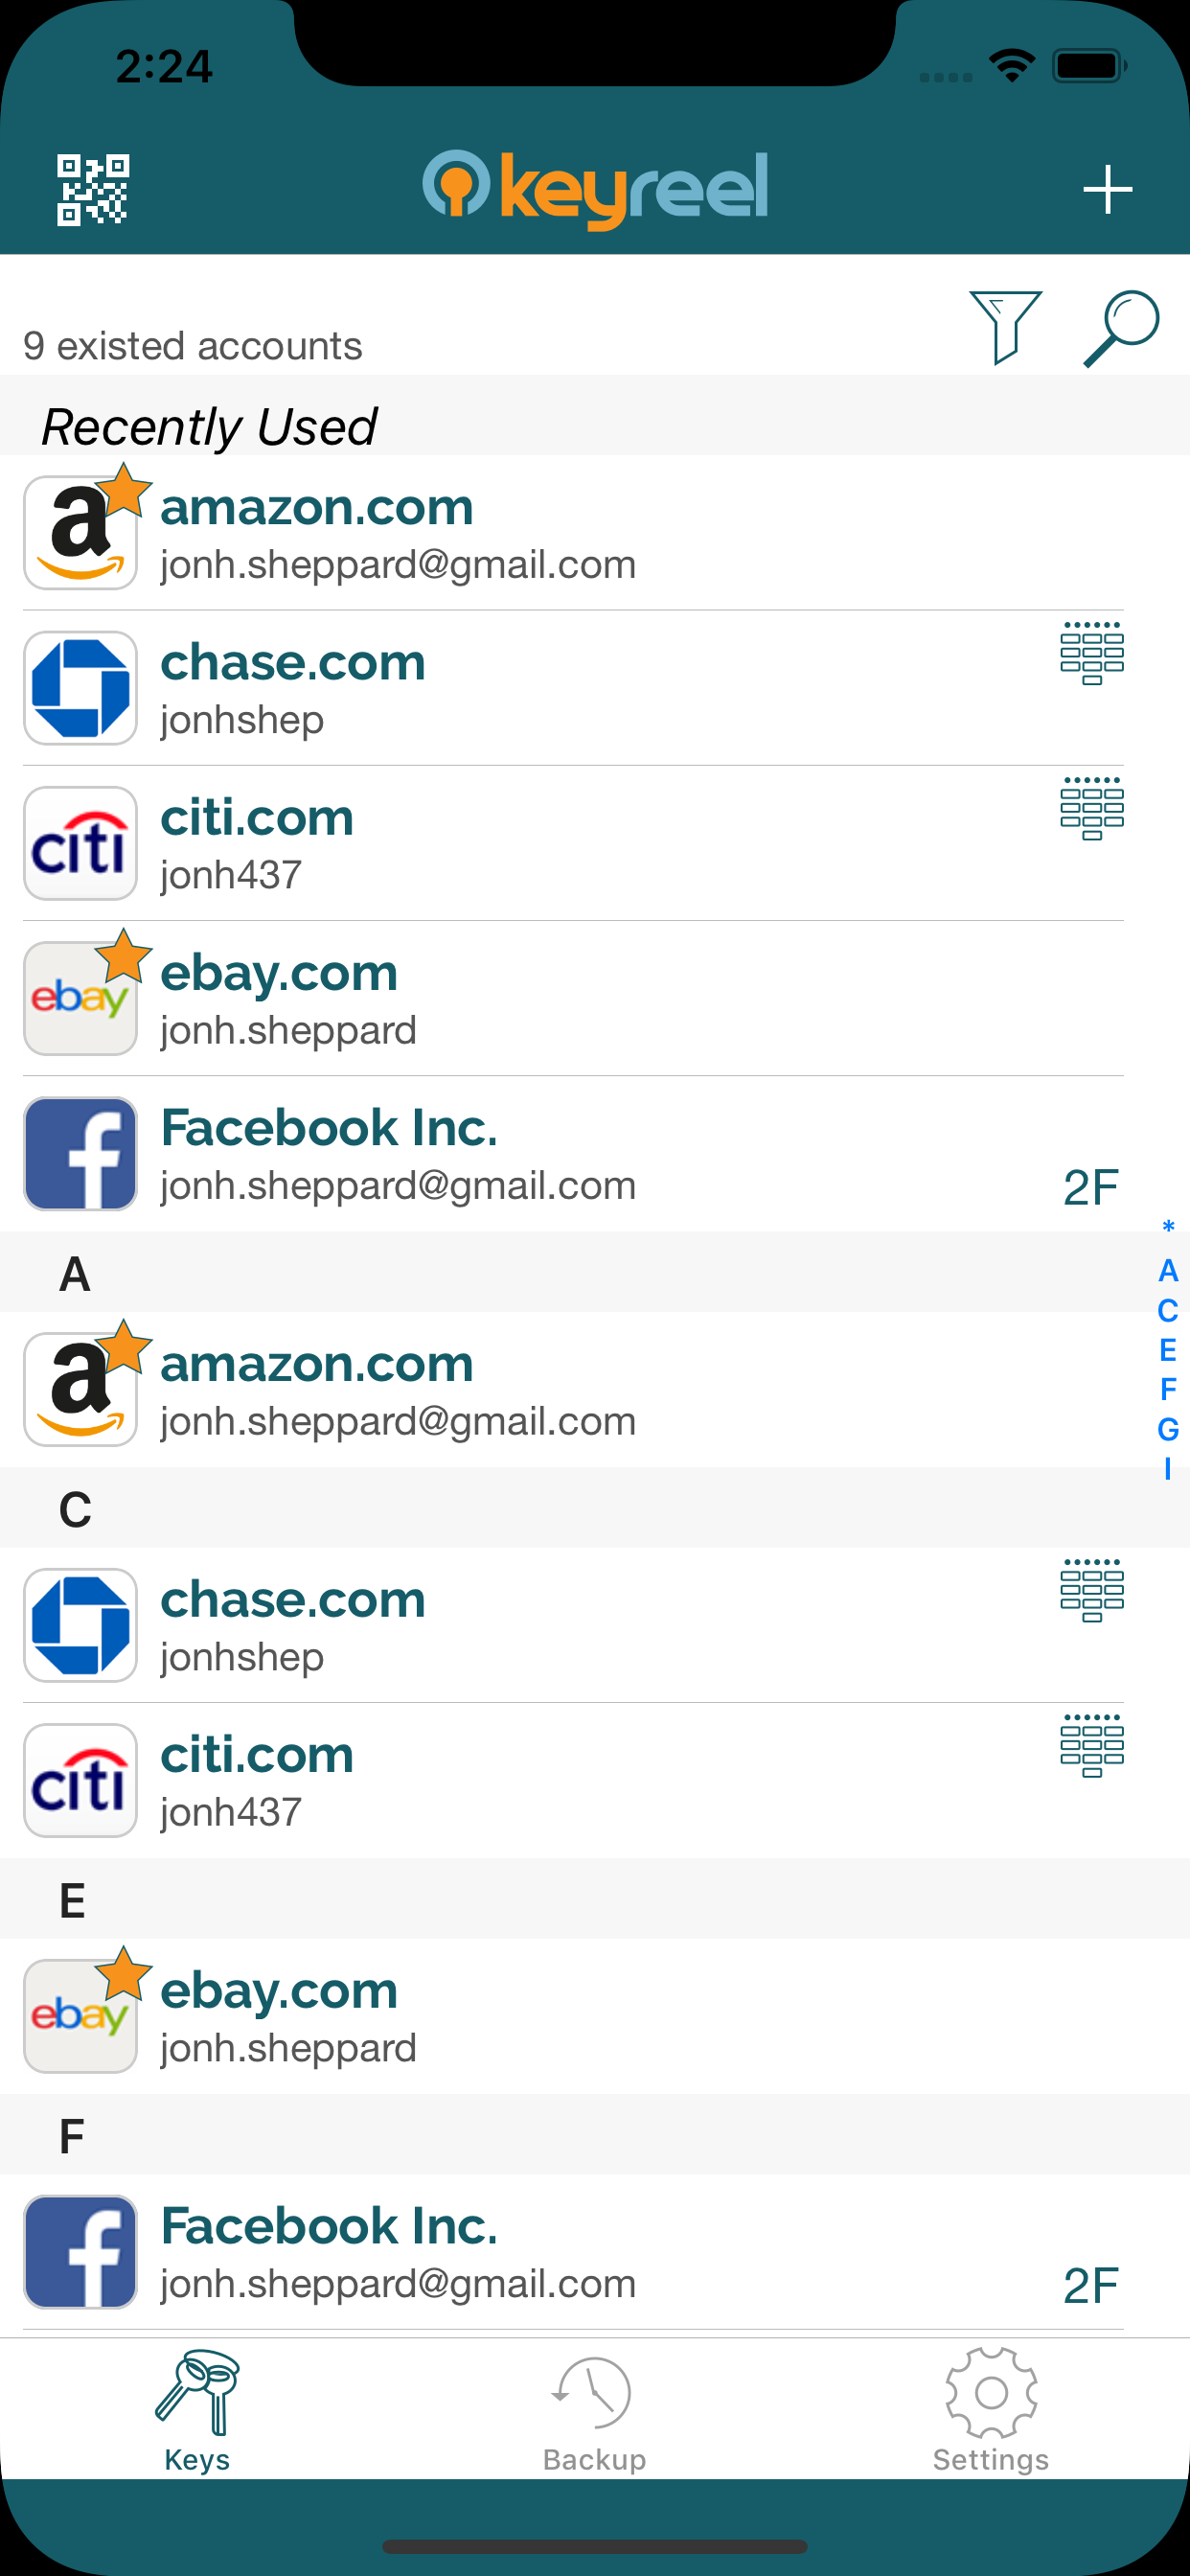 2:24
keyreel
9 existed accounts
Recently Used
a
amazon.com
jonh.sheppard@gmail.com
chase.com
jonhshep
citi
citi.com
jonh437
ebay
ebay.com
jonh.sheppard
f
Facebook Inc.
jonh.sheppard@gmail.com
2F
*
A
C
E
F
G
I
A
a
amazon.com
jonh.sheppard@gmail.com
C
chase.com
jonhshep
citi
citi.com
jonh437
E
ebay
ebay.com
jonh.sheppard
F
f
Facebook Inc.
jonh.sheppard@gmail.com
2F
Keys
Backup
Settings